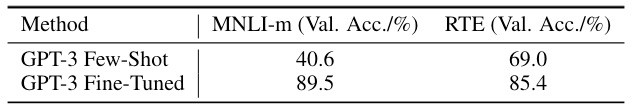 Method MNLI-m (Val. Acc./%) RTE (Val. Acc./%)
GPT-3 Few-Shot 40.6 69.0
GPT-3 Fine-Tuned 89.5 85.4